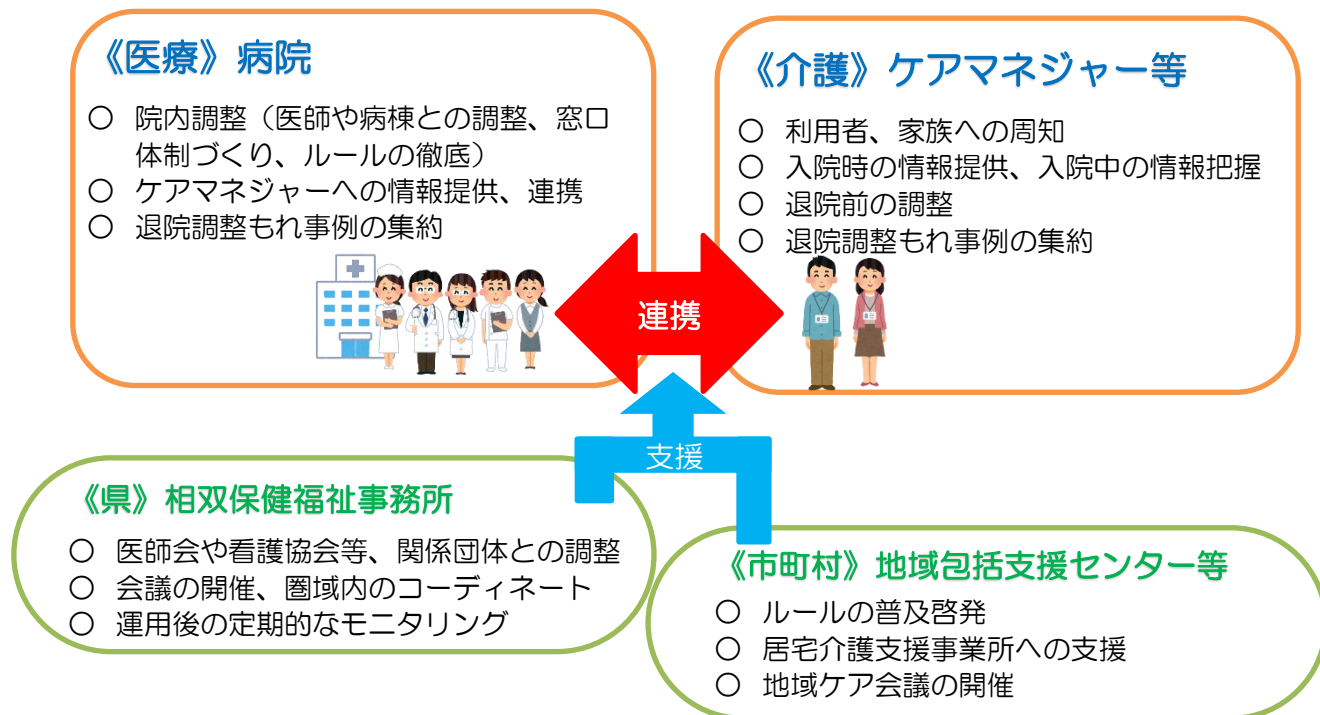 《医療》病院
○ 院内調整（医師や病棟との調整、窓口
体制づくり、ルールの徹底）
○ ケアマネジャーへの情報提供、連携
○ 退院調整もれ事例の集約
《介護》ケアマネジャー等
○ 利用者、家族への周知
○ 入院時の情報提供、入院中の情報把握
○ 退院前の調整
○ 退院調整もれ事例の集約
連携
支援
《県》相双保健福祉事務所
○ 医師会や看護協会等、関係団体との調整
○ 会議の開催、圏域内のコーディネート
○ 運用後の定期的なモニタリング
《市町村》地域包括支援センター等
○ ルールの普及啓発
○ 居宅介護支援事業所への支援
○ 地域ケア会議の開催